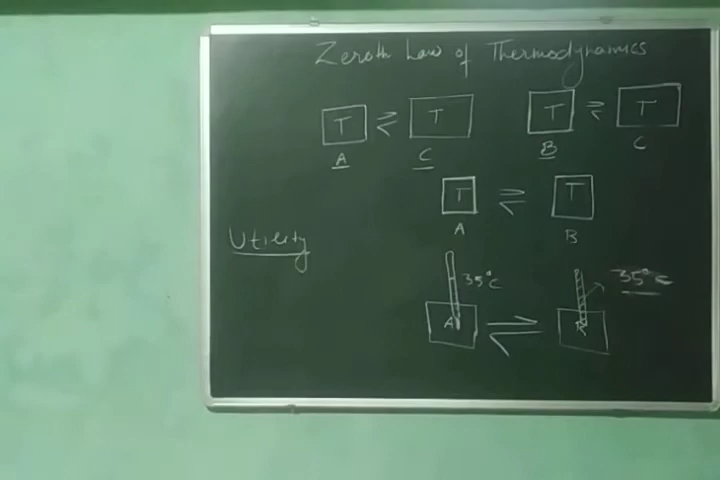 Zeroth Law of Thermodynamics
T ⇌ T T ⇌ T
A C B C
T ⇌ T
A B
Utility
35°C 35°C
A ⇌